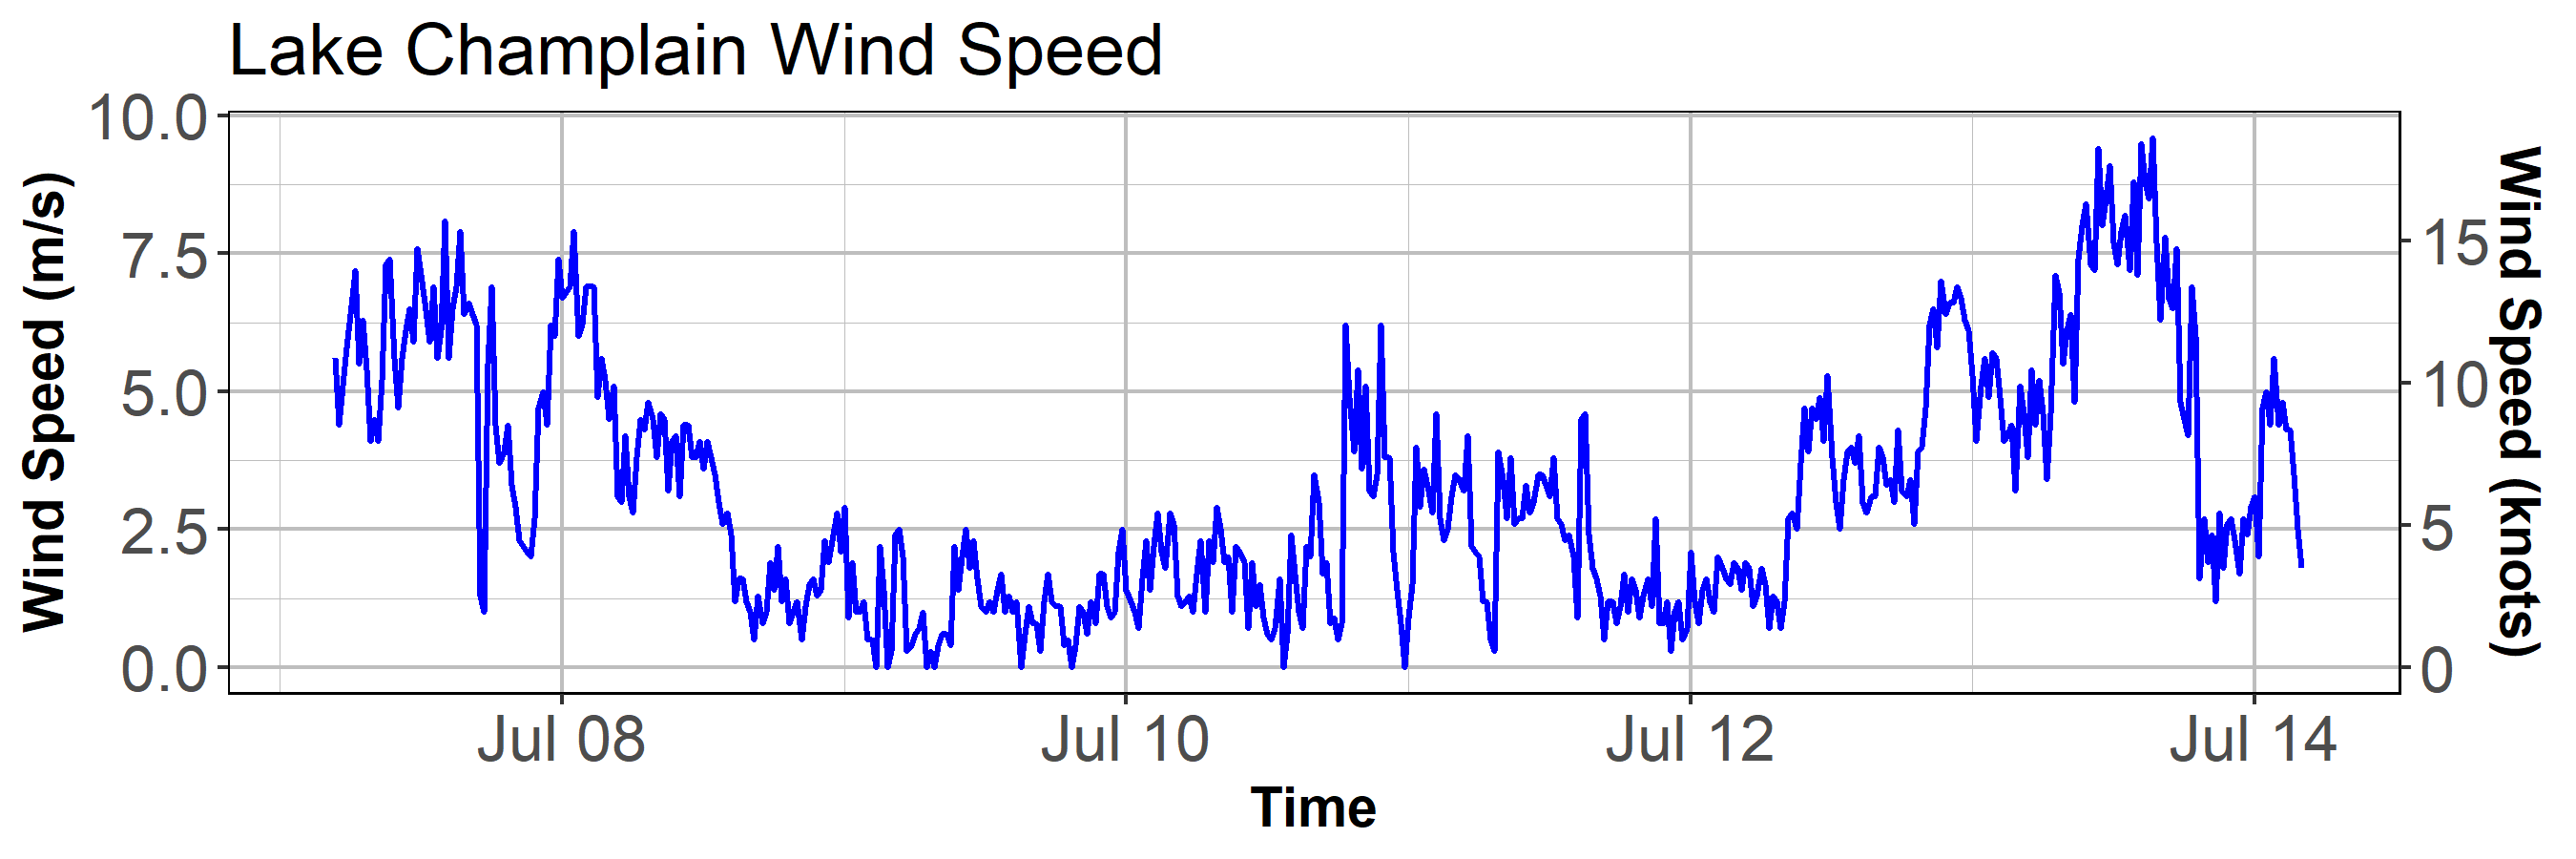 Lake Champlain Wind Speed
10.0
7.5
5.0
2.5
0.0
Wind Speed (m/s)
15
10
5
0
Wind Speed (knots)
Jul 08
Jul 10
Jul 12
Jul 14
Time